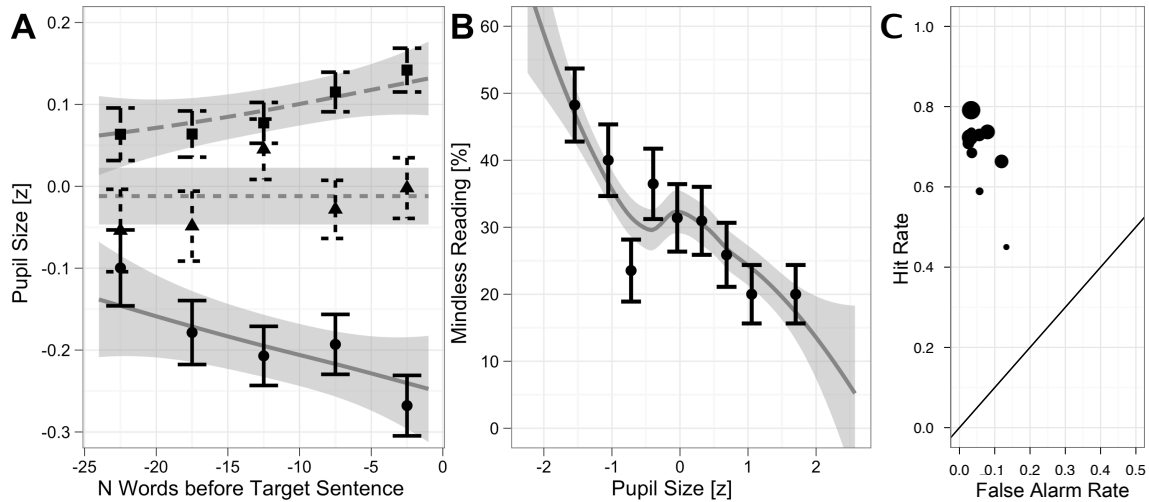 A
Pupil Size [z]
0.2
0.1
0.0
-0.1
-0.2
-0.3
-25 -20 -15 -10 -5 0
N Words before Target Sentence
B
Mindless Reading [%]
60
50
40
30
20
10
0
-2 -1 0 1 2
Pupil Size [z]
C
Hit Rate
1.0
0.8
0.6
0.4
0.2
0.0
0.0 0.1 0.2 0.3 0.4 0.5
False Alarm Rate